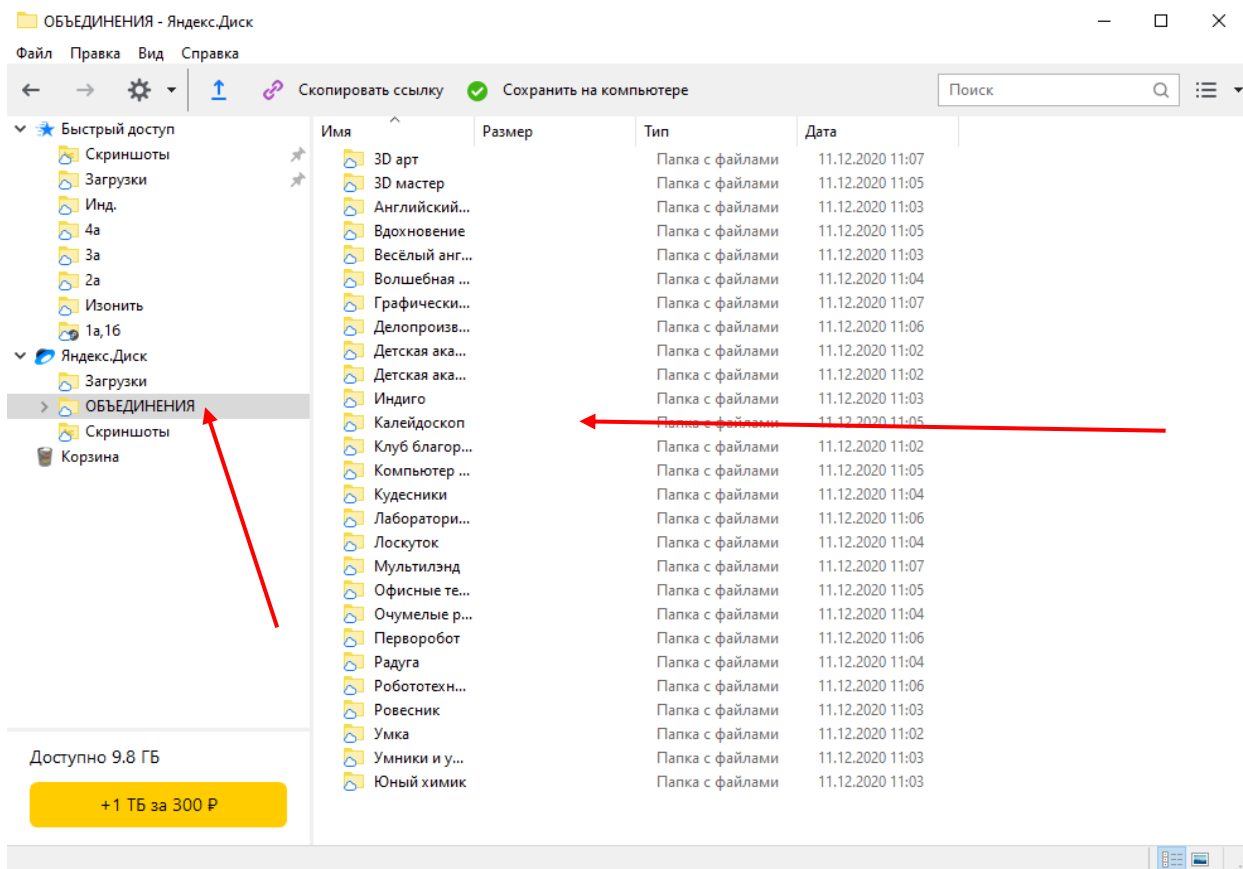 ОБЪЕДИНЕНИЯ - Яндекс.Диск
Файл Правка Вид Справка
Скопировать ссылку Сохранить на компьютере Поиск
Быстрый доступ
Скриншоты
Загрузки
Инд.
4а
3а
2а
Изонить
1а,1б
Яндекс.Диск
Загрузки
ОБЪЕДИНЕНИЯ
Скриншоты
Корзина
Доступно 9.8 ГБ
+1 ТБ за 300 ₽
Имя Размер Тип Дата
3D арт Папка с файлами 11.12.2020 11:07
3D мастер Папка с файлами 11.12.2020 11:05
Английский... Папка с файлами 11.12.2020 11:03
Вдохновение Папка с файлами 11.12.2020 11:05
Весёлый анг... Папка с файлами 11.12.2020 11:03
Волшебная ... Папка с файлами 11.12.2020 11:04
Графически... Папка с файлами 11.12.2020 11:07
Делопроизв... Папка с файлами 11.12.2020 11:06
Детская ака... Папка с файлами 11.12.2020 11:02
Детская ака... Папка с файлами 11.12.2020 11:02
Индиго Папка с файлами 11.12.2020 11:03
Калейдоскоп Папка с файлами 11.12.2020 11:05
Клуб благор... Папка с файлами 11.12.2020 11:02
Компьютер ... Папка с файлами 11.12.2020 11:05
Кудесники Папка с файлами 11.12.2020 11:04
Лаборатори... Папка с файлами 11.12.2020 11:06
Лоскуток Папка с файлами 11.12.2020 11:04
Мультилэнд Папка с файлами 11.12.2020 11:07
Офисные те... Папка с файлами 11.12.2020 11:05
Очумелые р... Папка с файлами 11.12.2020 11:04
Перворобот Папка с файлами 11.12.2020 11:06
Радуга Папка с файлами 11.12.2020 11:04
Робототехн... Папка с файлами 11.12.2020 11:06
Ровесник Папка с файлами 11.12.2020 11:03
Умка Папка с файлами 11.12.2020 11:02
Умники и у... Папка с файлами 11.12.2020 11:03
Юный химик Папка с файлами 11.12.2020 11:03